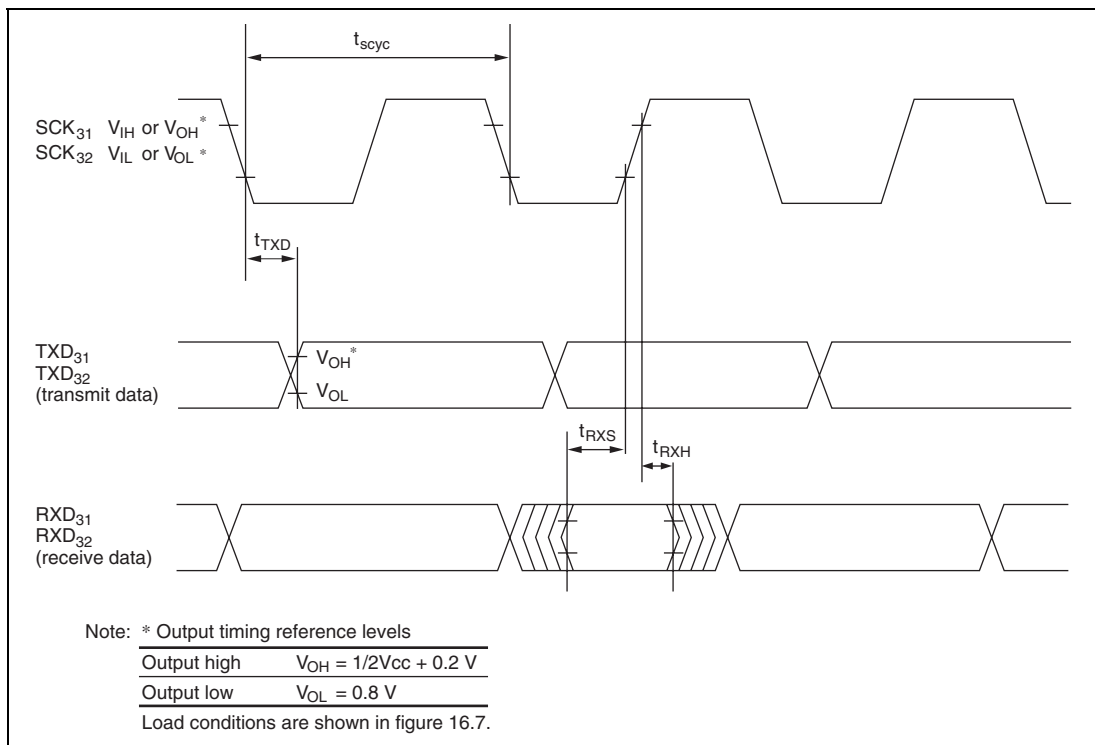 t_scyc
SCK31 VIH or VOH*
SCK32 VIL or VOL*
tTXD
TXD31
TXD32
(transmit data)
VOH*
VOL
tRXS
tRXH
RXD31
RXD32
(receive data)
Note: * Output timing reference levels
Output high VOH = 1/2Vcc + 0.2 V
Output low VOL = 0.8 V
Load conditions are shown in figure 16.7.